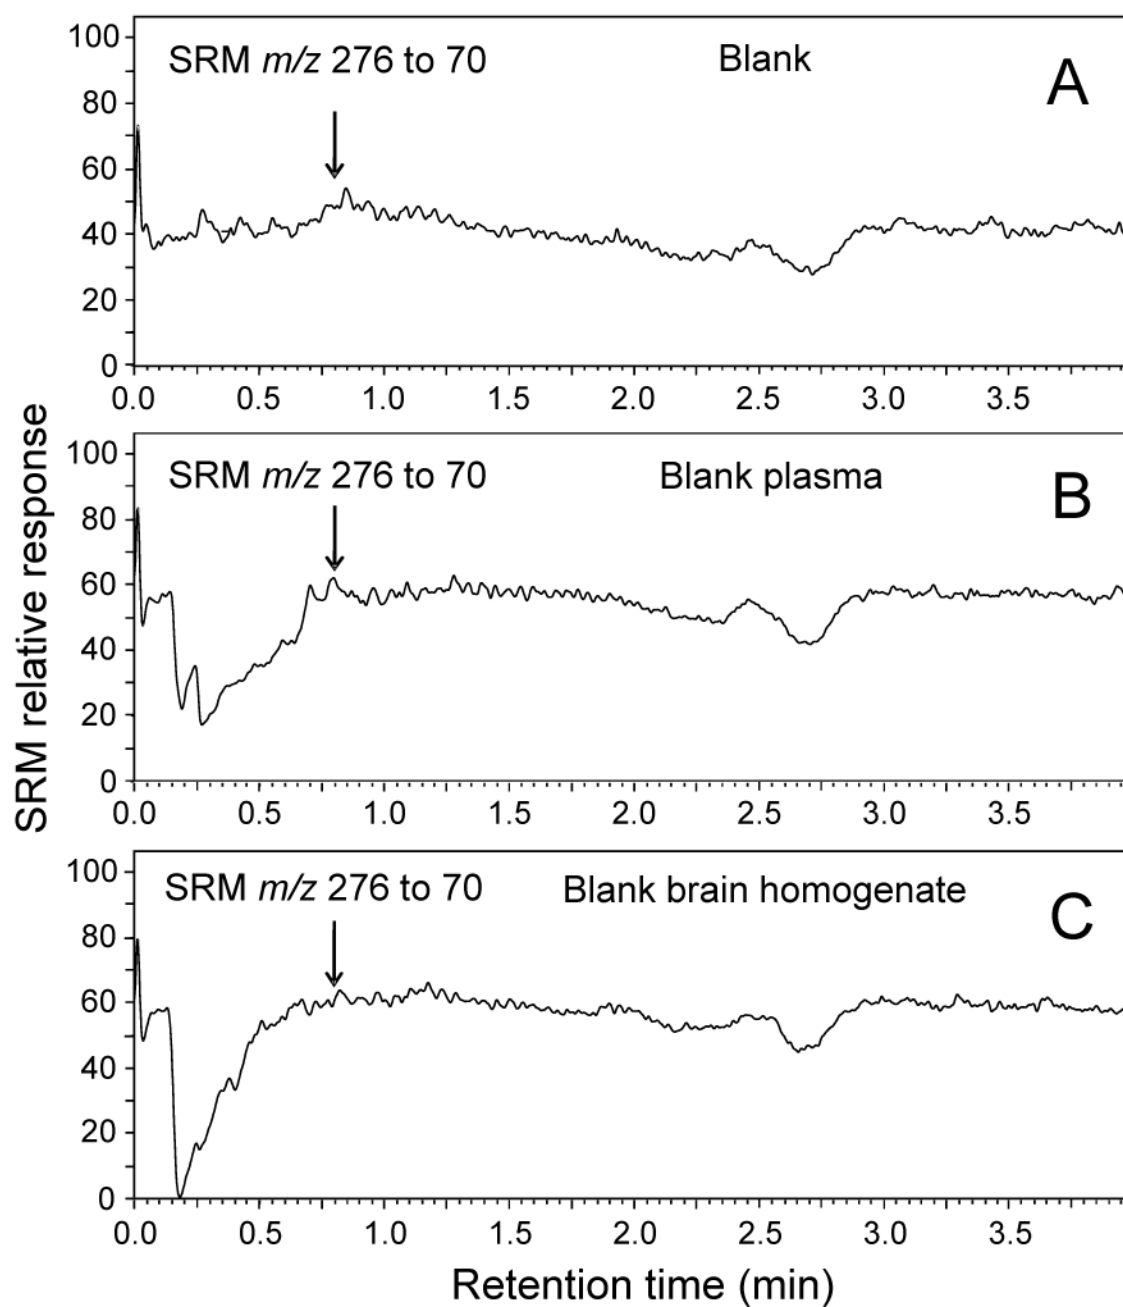 SRM m/z 276 to 70
Blank
A
100
80
60
40
20
0
0.0 0.5 1.0 1.5 2.0 2.5 3.0 3.5
SRM m/z 276 to 70
Blank plasma
B
100
80
60
40
20
0
0.0 0.5 1.0 1.5 2.0 2.5 3.0 3.5
SRM m/z 276 to 70
Blank brain homogenate
C
100
80
60
40
20
0
0.0 0.5 1.0 1.5 2.0 2.5 3.0 3.5
SRM relative response
Retention time (min)